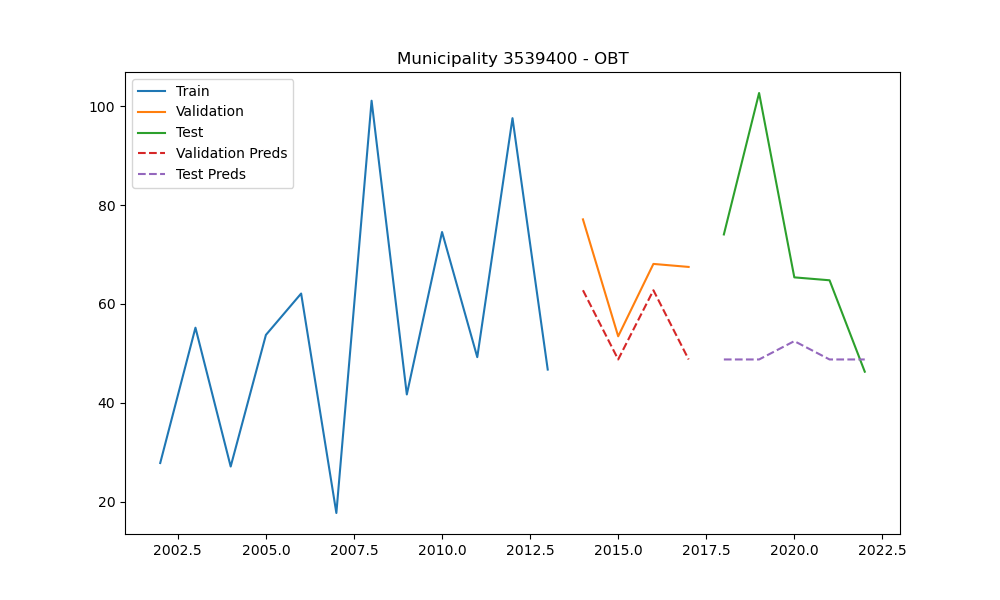 Municipality 3539400 - OBT
Train
Validation
Test
Validation Preds
Test Preds
100
80
60
40
20
2002.5 2005.0 2007.5 2010.0 2012.5 2015.0 2017.5 2020.0 2022.5